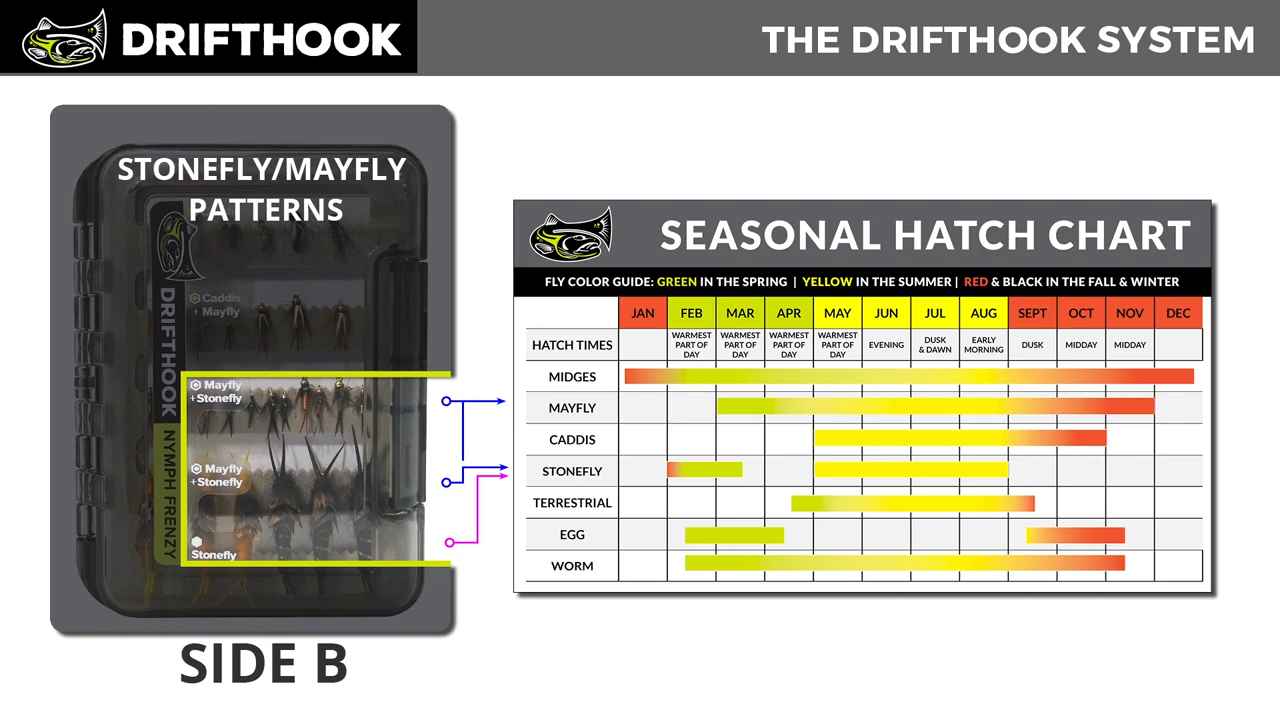 DRIFTHOOK
THE DRIFTHOOK SYSTEM
STONEFLY/MAYFLY
PATTERNS
DRIFTHOOK
NYMPH FRENZY
Caddis
+ Mayfly
Mayfly
+Stonefly
Mayfly
+Stonefly
Stonefly
SIDE B
SEASONAL HATCH CHART
FLY COLOR GUIDE: GREEN IN THE SPRING | YELLOW IN THE SUMMER | RED & BLACK IN THE FALL & WINTER
JAN FEB MAR APR MAY JUN JUL AUG SEPT OCT NOV DEC
HATCH TIMES
WARMEST PART OF DAY
WARMEST PART OF DAY
WARMEST PART OF DAY
WARMEST PART OF DAY
EVENING
DUSK & DAWN
EARLY MORNING
DUSK
MIDDAY
MIDDAY
MIDGES
MAYFLY
CADDIS
STONEFLY
TERRESTRIAL
EGG
WORM